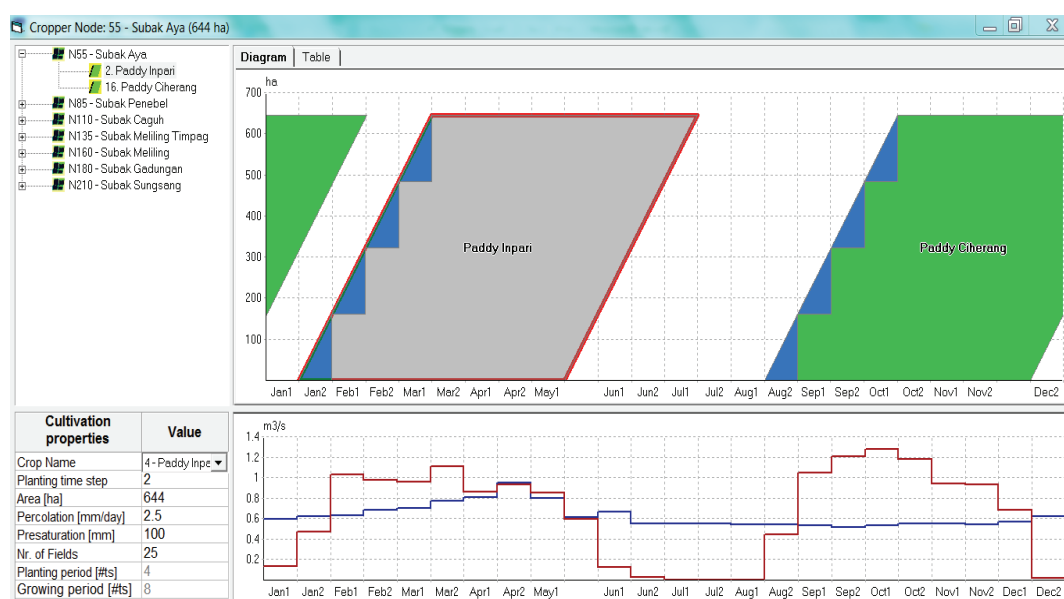 Cropper Node: 55 - Subak Aya (644 ha)
N55 - Subak Aya
2. Paddy Inpari
16. Paddy Ciherang
N85 - Subak Penebel
N110 - Subak Caguh
N135 - Subak Meliling Timpag
N160 - Subak Meliling
N180 - Subak Gadungan
N210 - Subak Sungsang
Diagram Table
ha
700
600
500
400
300
200
100
Paddy Inpari
Paddy Ciherang
Jan1 Jan2 Feb1 Feb2 Mar1 Mar2 Apr1 Apr2 May1 Jun1 Jun2 Jul1 Jul2 Aug1 Aug2 Sep1 Sep2 Oct1 Oct2 Nov1 Nov2 Dec2
Cultivation properties Value
Crop Name 4 - Paddy Inpa
Planting time step 2
Area [ha] 644
Percolation [mm/day] 2.5
Presaturation [mm] 100
Nr. of Fields 25
Planting period [#ts] 4
Growing period [#ts] 8
m3/s
1.4
1.2
1
0.8
0.6
0.4
0.2
Jan1 Jan2 Feb1 Feb2 Mar1 Mar2 Apr1 Apr2 May1 Jun1 Jun2 Jul1 Jul2 Aug1 Aug2 Sep1 Sep2 Oct1 Oct2 Nov1 Nov2 Dec1 Dec2